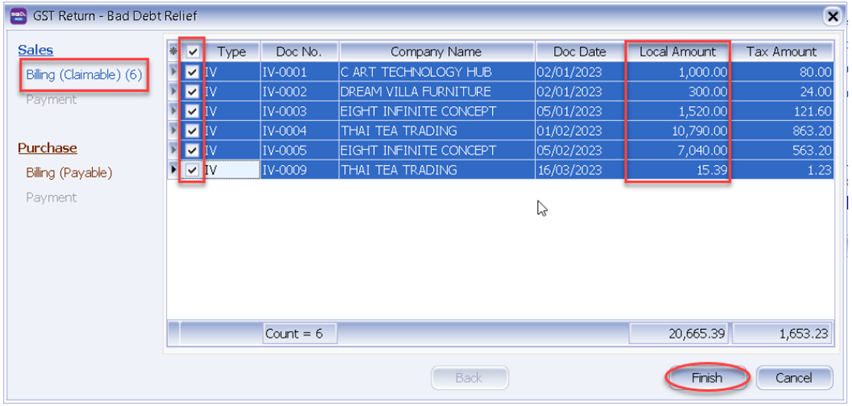 GST Return - Bad Debt Relief
Sales
Billing (Claimable) (6)
Payment
Purchase
Billing (Payable)
Payment
Type Doc No. Company Name Doc Date Local Amount Tax Amount
IV IV-0001 C ART TECHNOLOGY HUB 02/01/2023 1,000.00 80.00
IV IV-0002 DREAM VILLA FURNITURE 02/01/2023 300.00 24.00
IV IV-0003 EIGHT INFINITE CONCEPT 05/01/2023 1,520.00 121.60
IV IV-0004 THAI TEA TRADING 01/02/2023 10,790.00 863.20
IV IV-0005 EIGHT INFINITE CONCEPT 05/02/2023 7,040.00 563.20
IV IV-0009 THAI TEA TRADING 16/03/2023 15.39 1.23
Count = 6 20,665.39 1,653.23
Back Finish Cancel